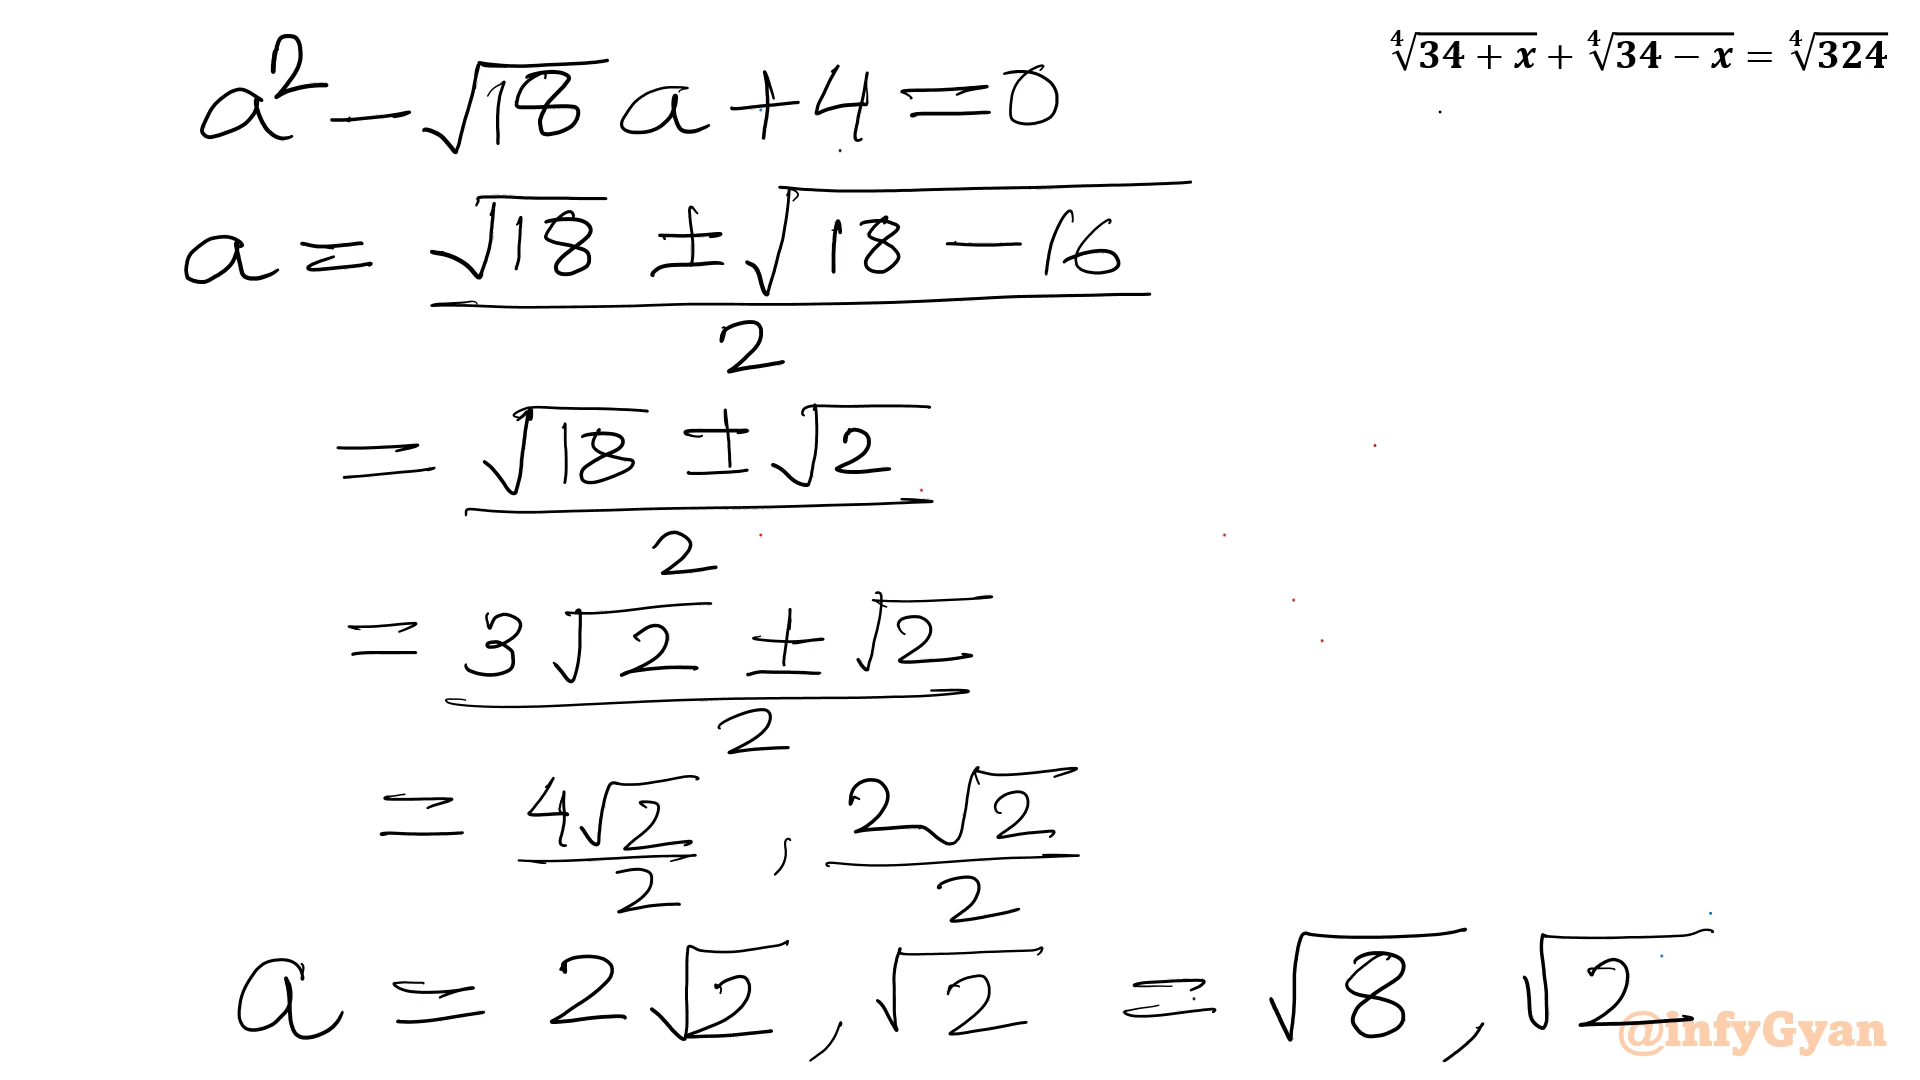 ∜(34 + x) + ∜(34 − x) = ∜324
a² − √18 a + 4 = 0
a = (√18 ± √(18 − 16)) / 2
= (√18 ± √2) / 2
= (3√2 ± √2) / 2
= 4√2 / 2 , 2√2 / 2
a = 2√2 , √2 = √8 , √2
@infyGyan